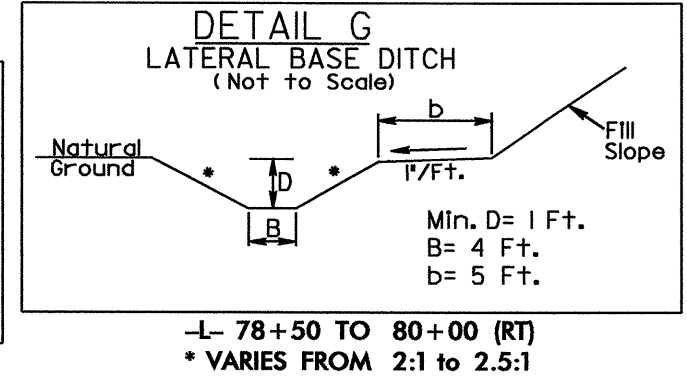 DETAIL G
LATERAL BASE DITCH
(Not to Scale)
b
Natural
Ground
*
D
*
1"/Ft.
Fill
Slope
B
Min. D= 1 Ft.
B= 4 Ft.
b= 5 Ft.
-L- 78+50 TO 80+00 (RT)
* VARIES FROM 2:1 to 2.5:1